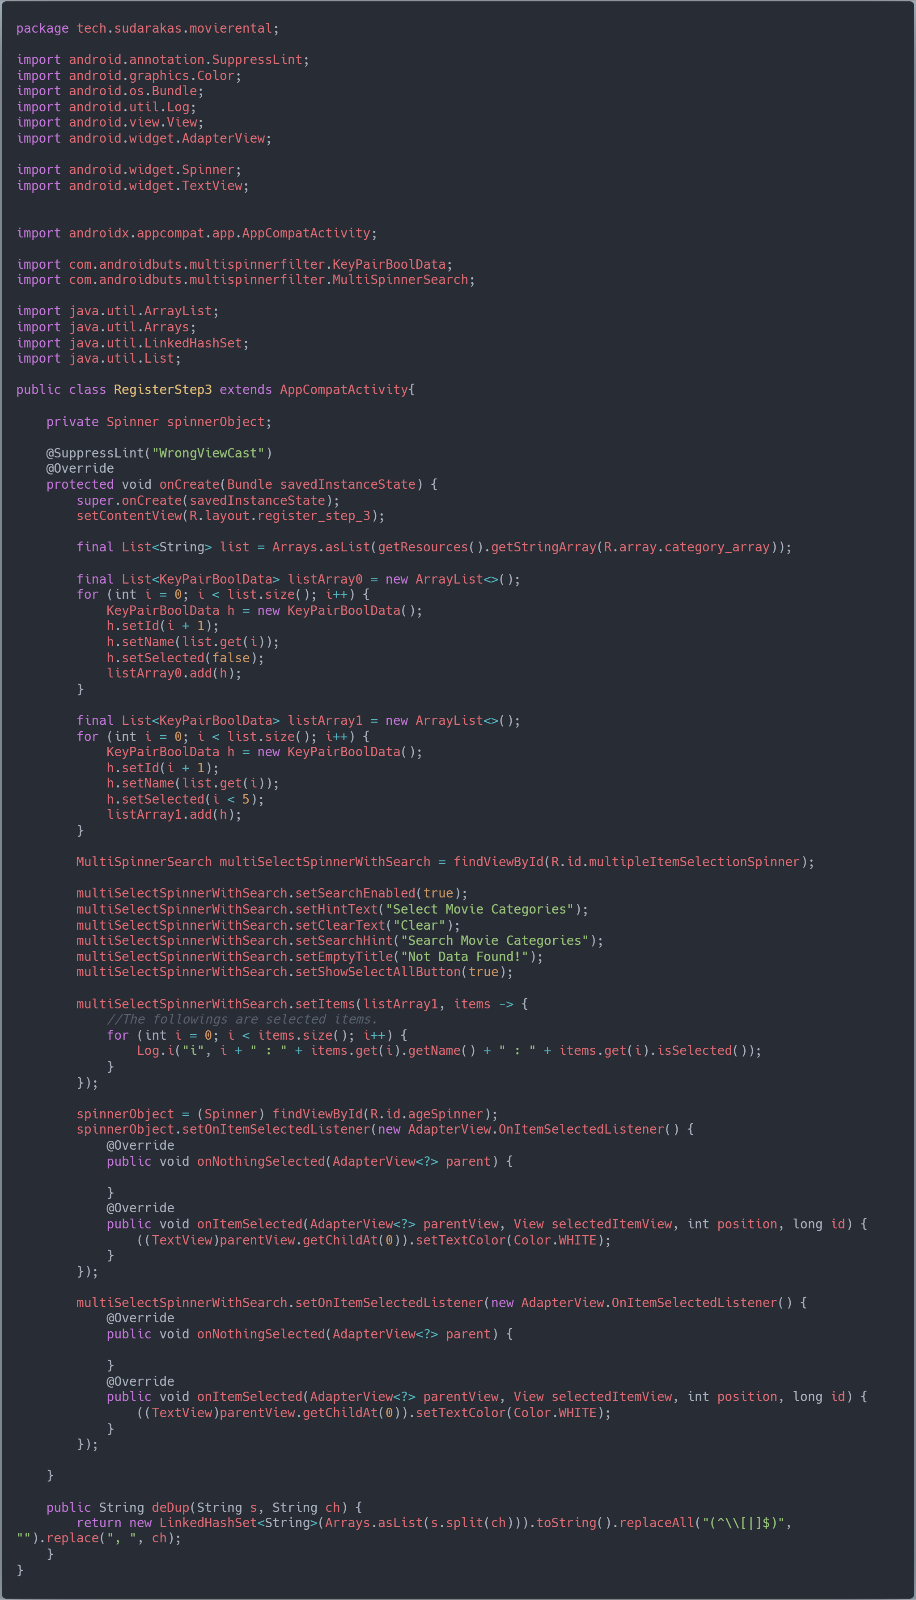 package tech.sudarakas.movierental;
import android.annotation.SuppressLint;
import android.graphics.Color;
import android.os.Bundle;
import android.util.Log;
import android.view.View;
import android.widget.AdapterView;
import android.widget.Spinner;
import android.widget.TextView;
import androidx.appcompat.app.AppCompatActivity;
import com.androidbuts.multispinnerfilter.KeyPairBoolData;
import com.androidbuts.multispinnerfilter.MultiSpinnerSearch;
import java.util.ArrayList;
import java.util.Arrays;
import java.util.LinkedHashSet;
import java.util.List;
public class RegisterStep3 extends AppCompatActivity{
    private Spinner spinnerObject;
    @SuppressLint("WrongViewCast")
    @Override
    protected void onCreate(Bundle savedInstanceState) {
        super.onCreate(savedInstanceState);
        setContentView(R.layout.register_step_3);
        final List<String> list = Arrays.asList(getResources().getStringArray(R.array.category_array));
        final List<KeyPairBoolData> listArray0 = new ArrayList<>();
        for (int i = 0; i < list.size(); i++) {
            KeyPairBoolData h = new KeyPairBoolData();
            h.setId(i + 1);
            h.setName(list.get(i));
            h.setSelected(false);
            listArray0.add(h);
        }
        final List<KeyPairBoolData> listArray1 = new ArrayList<>();
        for (int i = 0; i < list.size(); i++) {
            KeyPairBoolData h = new KeyPairBoolData();
            h.setId(i + 1);
            h.setName(list.get(i));
            h.setSelected(i < 5);
            listArray1.add(h);
        }
        MultiSpinnerSearch multiSelectSpinnerWithSearch = findViewById(R.id.multipleItemSelectionSpinner);
        multiSelectSpinnerWithSearch.setSearchEnabled(true);
        multiSelectSpinnerWithSearch.setHintText("Select Movie Categories");
        multiSelectSpinnerWithSearch.setClearText("Clear");
        multiSelectSpinnerWithSearch.setSearchHint("Search Movie Categories");
        multiSelectSpinnerWithSearch.setEmptyTitle("Not Data Found!");
        multiSelectSpinnerWithSearch.setShowSelectAllButton(true);
        multiSelectSpinnerWithSearch.setItems(listArray1, items -> {
            //The followings are selected items.
            for (int i = 0; i < items.size(); i++) {
                Log.i("i", i + " : " + items.get(i).getName() + " : " + items.get(i).isSelected());
            }
        });
        spinnerObject = (Spinner) findViewById(R.id.ageSpinner);
        spinnerObject.setOnItemSelectedListener(new AdapterView.OnItemSelectedListener() {
            @Override
            public void onNothingSelected(AdapterView<?> parent) {
            }
            @Override
            public void onItemSelected(AdapterView<?> parentView, View selectedItemView, int position, long id) {
                ((TextView)parentView.getChildAt(0)).setTextColor(Color.WHITE);
            }
        });
        multiSelectSpinnerWithSearch.setOnItemSelectedListener(new AdapterView.OnItemSelectedListener() {
            @Override
            public void onNothingSelected(AdapterView<?> parent) {
            }
            @Override
            public void onItemSelected(AdapterView<?> parentView, View selectedItemView, int position, long id) {
                ((TextView)parentView.getChildAt(0)).setTextColor(Color.WHITE);
            }
        });
    }
    public String deDup(String s, String ch) {
        return new LinkedHashSet<String>(Arrays.asList(s.split(ch))).toString().replaceAll("(^\\[|]$)",
"").replace(", ", ch);
    }
}